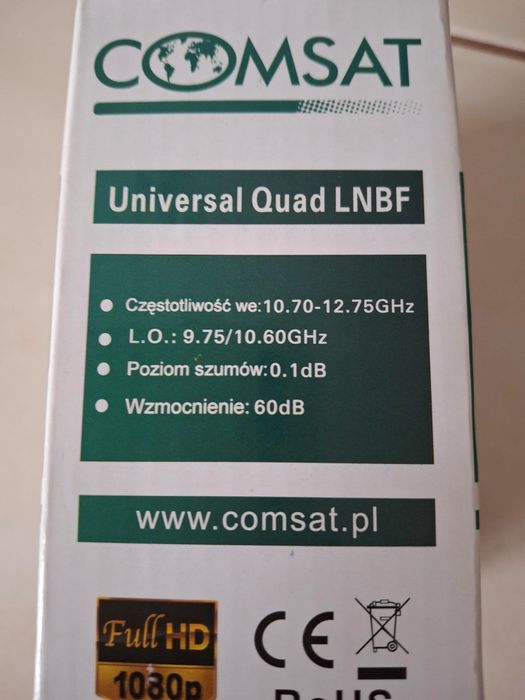 COMSAT
Universal Quad LNBF
Częstotliwość we:10.70-12.75GHz
L.O.: 9.75/10.60GHz
Poziom szumów:0.1dB
Wzmocnienie: 60dB
www.comsat.pl
Full HD
1080p
CE
RoHS